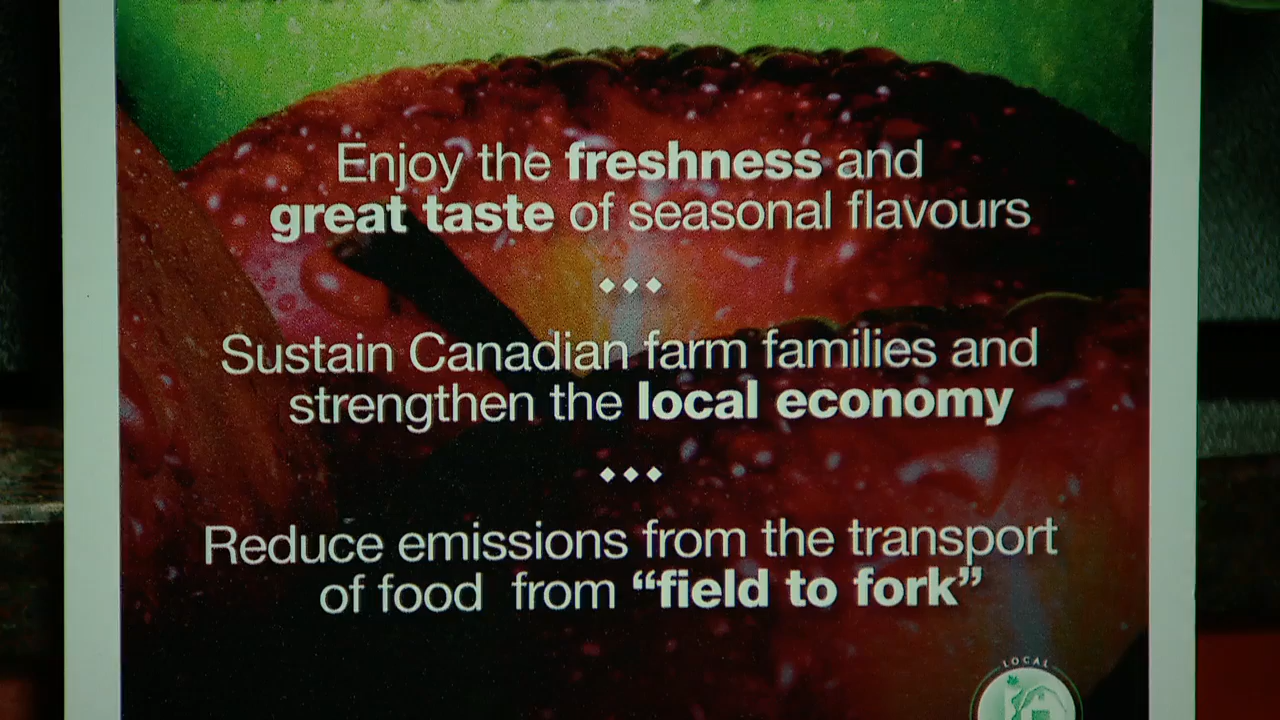 Enjoy the freshness and
great taste of seasonal flavours
Sustain Canadian farm families and
strengthen the local economy
Reduce emissions from the transport
of food from “field to fork”
LOCAL